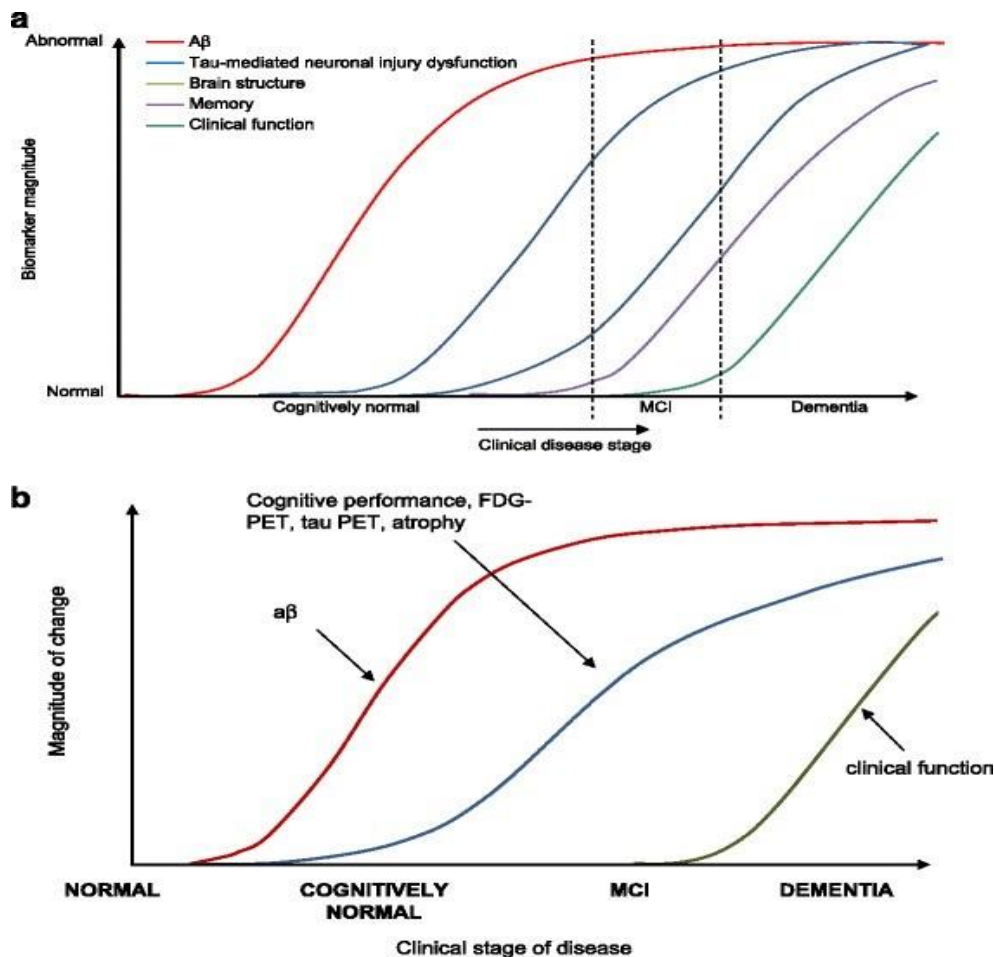 a
Abnormal
Aβ
Tau-mediated neuronal injury dysfunction
Brain structure
Memory
Clinical function
Biomarker magnitude
Normal
Cognitively normal
MCI
Dementia
Clinical disease stage
b
Cognitive performance, FDG-
PET, tau PET, atrophy
aβ
Magnitude of change
clinical function
NORMAL
COGNITIVELY
NORMAL
MCI
DEMENTIA
Clinical stage of disease